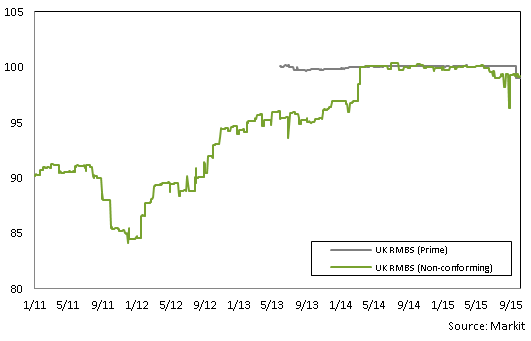 105
100
95
90
85
80
UK RMBS (Prime)
UK RMBS (Non-conforming)
1/11 5/11 9/11 1/12 5/12 9/12 1/13 5/13 9/13 1/14 5/14 9/14 1/15 5/15 9/15
Source: Markit